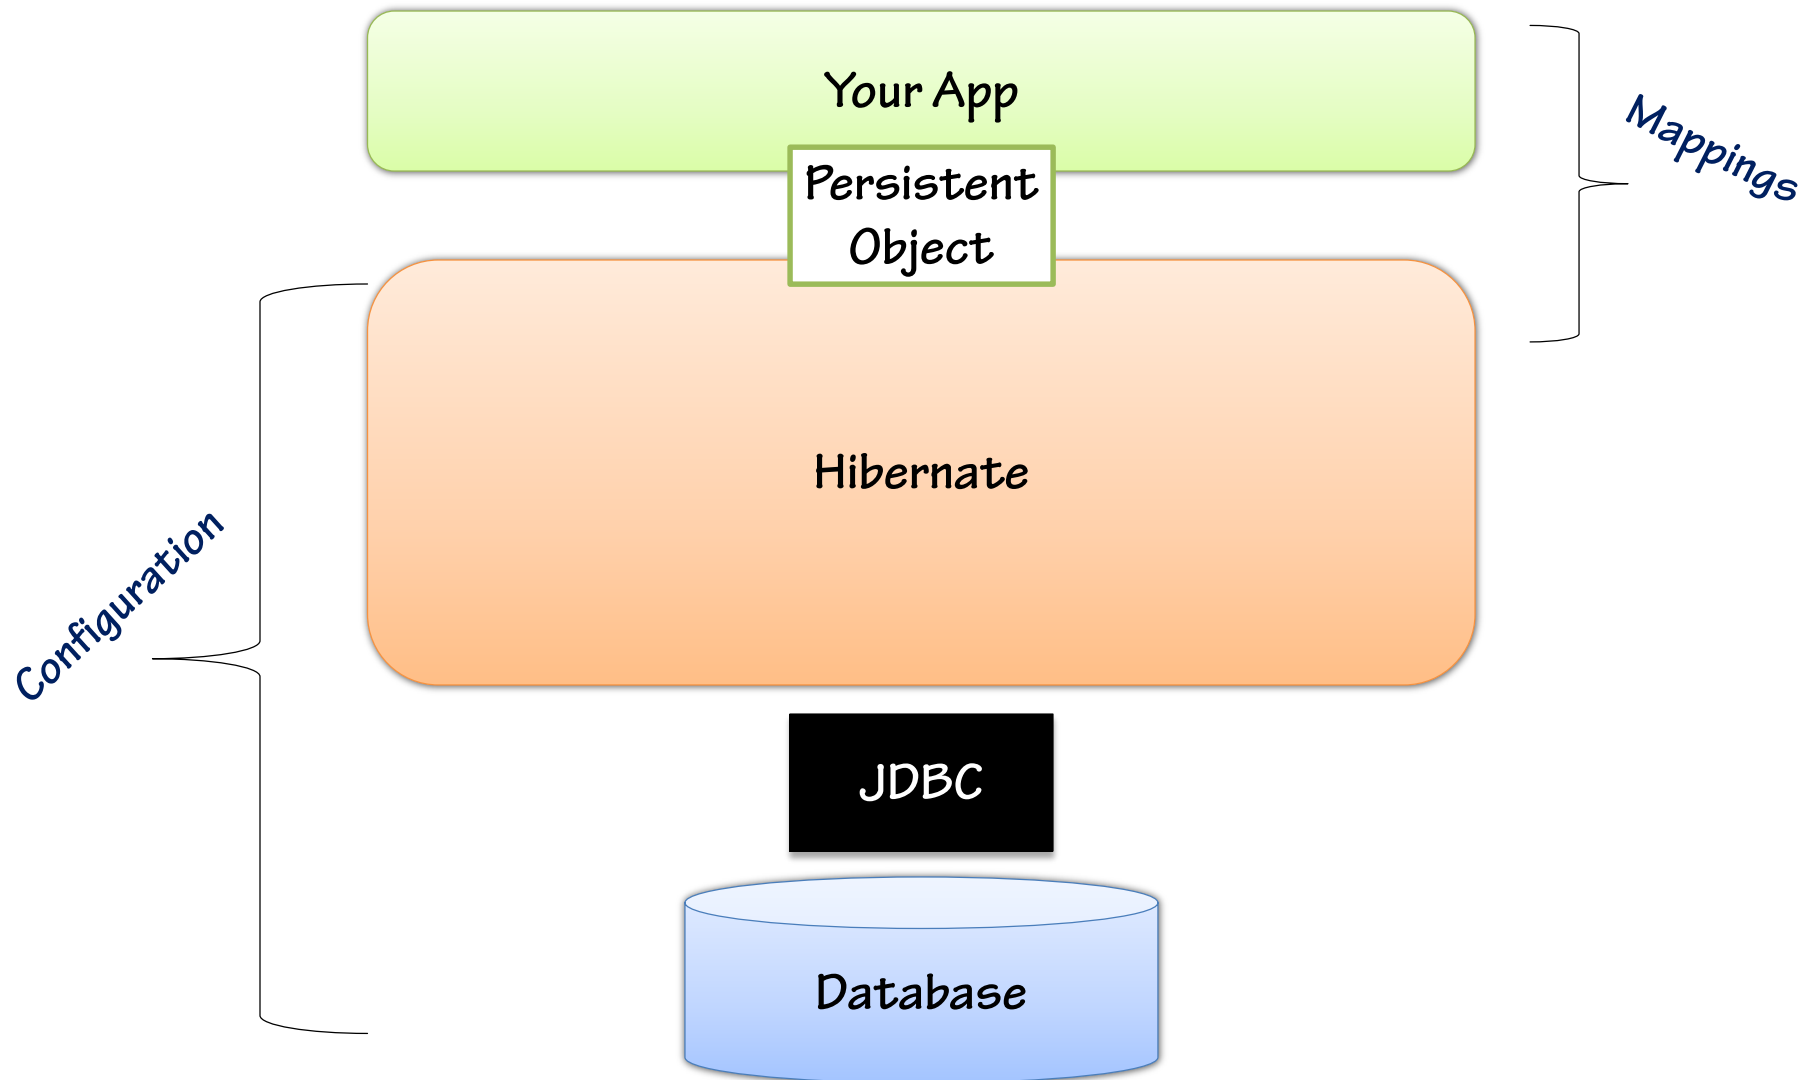 Your App
Mappings
Persistent
Object
Hibernate
Configuration
JDBC
Database